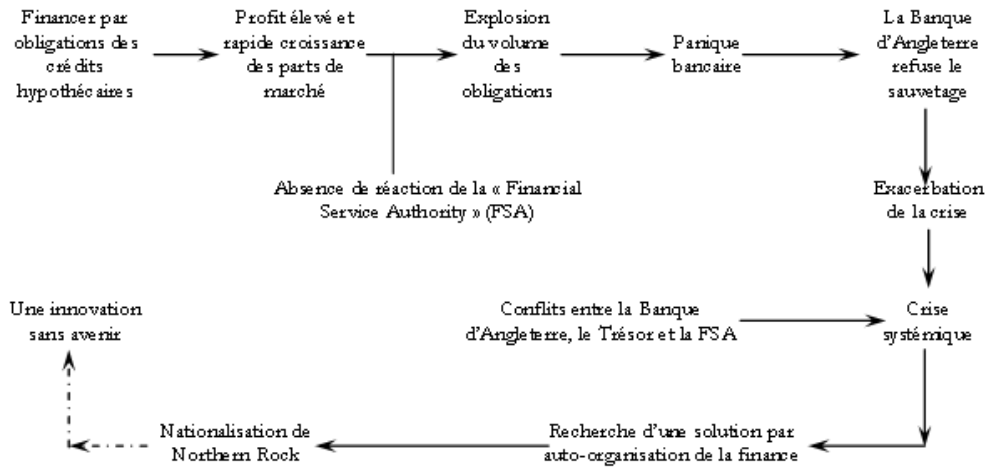 Financer par
obligations des
crédits
hypothécaires
Profit élevé et
rapide croissance
des parts de
marché
Explosion
du volume
des
obligations
Panique
bancaire
La Banque
d'Angleterre
refuse le
sauvetage
Absence de réaction de la « Financial
Service Authority » (FSA)
Exacerbation
de la crise
Une innovation
sans avenir
Conflits entre la Banque
d'Angleterre, le Trésor et la FSA
Crise
systémique
Nationalisation de
Northern Rock
Recherche d'une solution par
auto-organisation de la finance